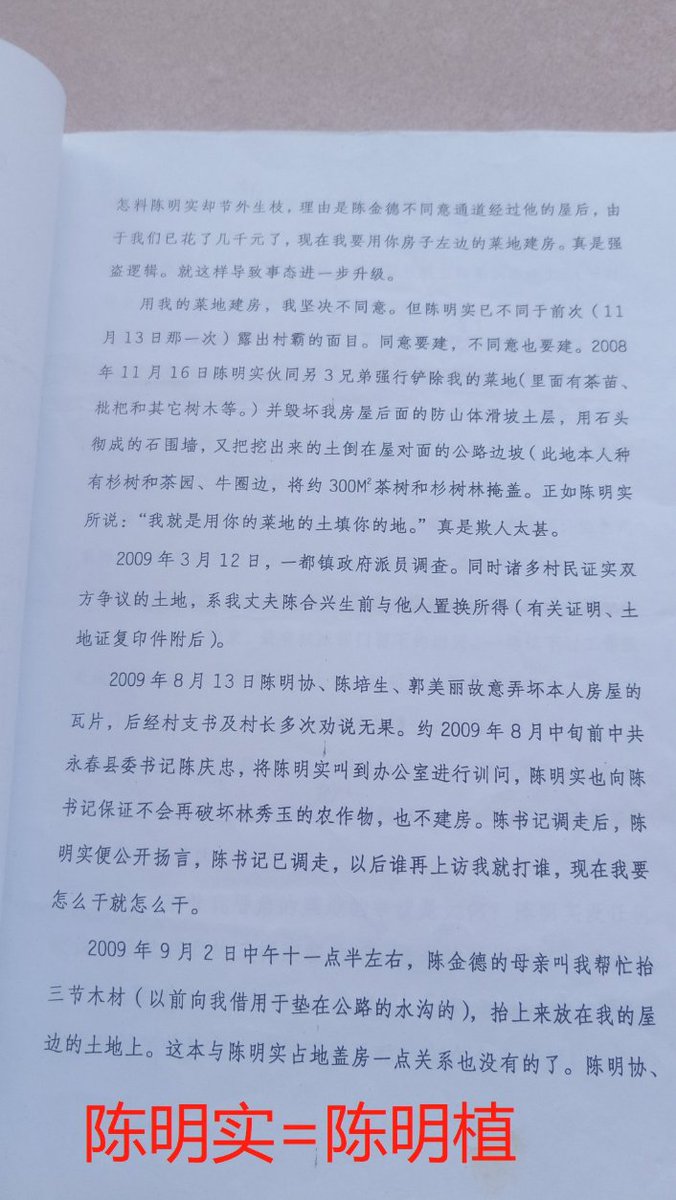 怎料陈明实却节外生枝，理由是陈金德不同意通道经过他的屋后，由
于我们已花了几千元了，现在我要用你房子左边的菜地建房。真是强
盗逻辑。就这样导致事态进一步升级。
用我的菜地建房，我坚决不同意。但陈明实已不同于前次（11
月13日那一次）露出村霸的面目。同意要建，不同意也要建。2008
年11月16日陈明实伙同另3兄弟强行铲除我的菜地（里面有茶苗、
枇杷和其它树木等。）并毁坏我房屋后面的防山体滑坡土层，用石头
彻成的石围墙，又把挖出来的土倒在屋对面的公路边坡（此地本人种
有杉树和茶园、牛圈边，将约300M²茶树和杉树林掩盖。正如陈明实
所说：“我就是用你的菜地的土填你的地。”真是欺人太甚。
2009年3月12日，一都镇政府派员调查。同时诸多村民证实双
方争议的土地，系我丈夫陈合兴生前与他人置换所得（有关证明、土
地证复印件附后）。
2009年8月13日陈明协、陈培生、郭美丽故意弄坏本人房屋的
瓦片，后经村支书及村长多次劝说无果。约2009年8月中旬前中共
永春县委书记陈庆忠，将陈明实叫到办公室进行训问，陈明实也向陈
书记保证不会再破坏林秀玉的农作物，也不建房。陈书记调走后，陈
明实便公开扬言，陈书记已调走，以后谁再上访我就打谁，现在我要
怎么干就怎么干。
2009年9月2日中午十一点半左右，陈金德的母亲叫我帮忙抬
三节木材（以前向我借用于垫在公路的水沟的），抬上来放在我的屋
边的土地上。这本与陈明实占地盖房一点关系也没有的了。陈明协、
陈明实=陈明植